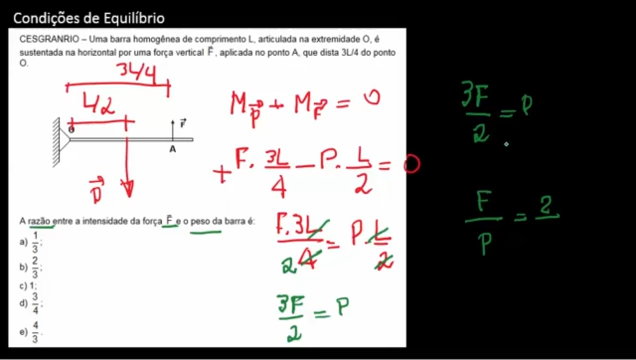 Condições de Equilíbrio
CESGRANRIO – Uma barra homogênea de comprimento L, articulada na extremidade O, é
sustentada na horizontal por uma força vertical F⃗, aplicada no ponto A, que dista 3L/4 do ponto
O.
3L/4
L/2
O
F⃗
A
P⃗
M P⃗ + M F⃗ = 0
+ F · 3L/4 − P · L/2 = 0
A razão entre a intensidade da força F⃗ e o peso da barra é:
a) 1/3;
b) 2/3;
c) 1;
d) 3/4;
e) 4/3.
F.3L/4 = P.L/2
2
3F/2 = P
3F/2 = P
F/P = 2/